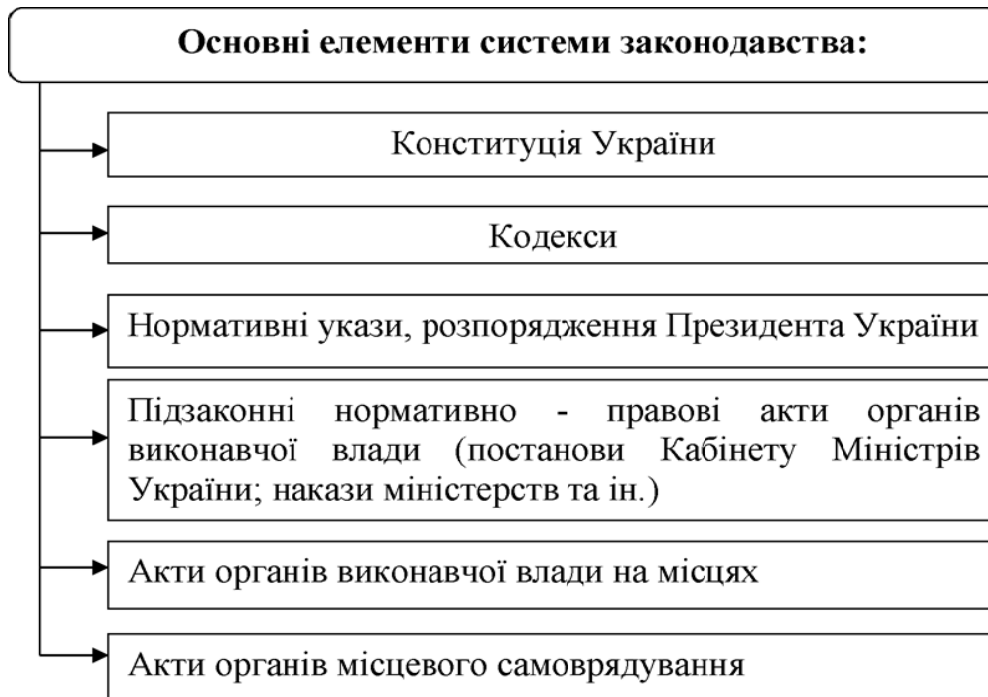 Основні елементи системи законодавства:
Конституція України
Кодекси
Нормативні укази, розпорядження Президента України
Підзаконні нормативно - правові акти органів
виконавчої влади (постанови Кабінету Міністрів
України; накази міністерств та ін.)
Акти органів виконавчої влади на місцях
Акти органів місцевого самоврядування